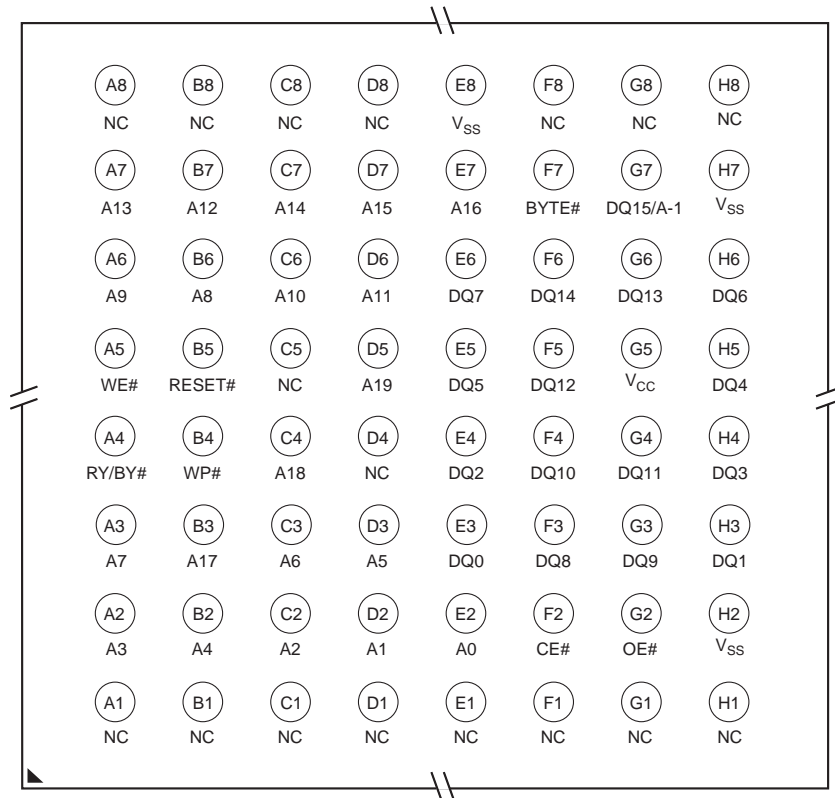 A8 B8 C8 D8 E8 F8 G8 H8
NC NC NC NC VSS NC NC NC
A7 B7 C7 D7 E7 F7 G7 H7
A13 A12 A14 A15 A16 BYTE# DQ15/A-1 VSS
A6 B6 C6 D6 E6 F6 G6 H6
A9 A8 A10 A11 DQ7 DQ14 DQ13 DQ6
A5 B5 C5 D5 E5 F5 G5 H5
WE# RESET# NC A19 DQ5 DQ12 VCC DQ4
A4 B4 C4 D4 E4 F4 G4 H4
RY/BY# WP# A18 NC DQ2 DQ10 DQ11 DQ3
A3 B3 C3 D3 E3 F3 G3 H3
A7 A17 A6 A5 DQ0 DQ8 DQ9 DQ1
A2 B2 C2 D2 E2 F2 G2 H2
A3 A4 A2 A1 A0 CE# OE# VSS
A1 B1 C1 D1 E1 F1 G1 H1
NC NC NC NC NC NC NC NC